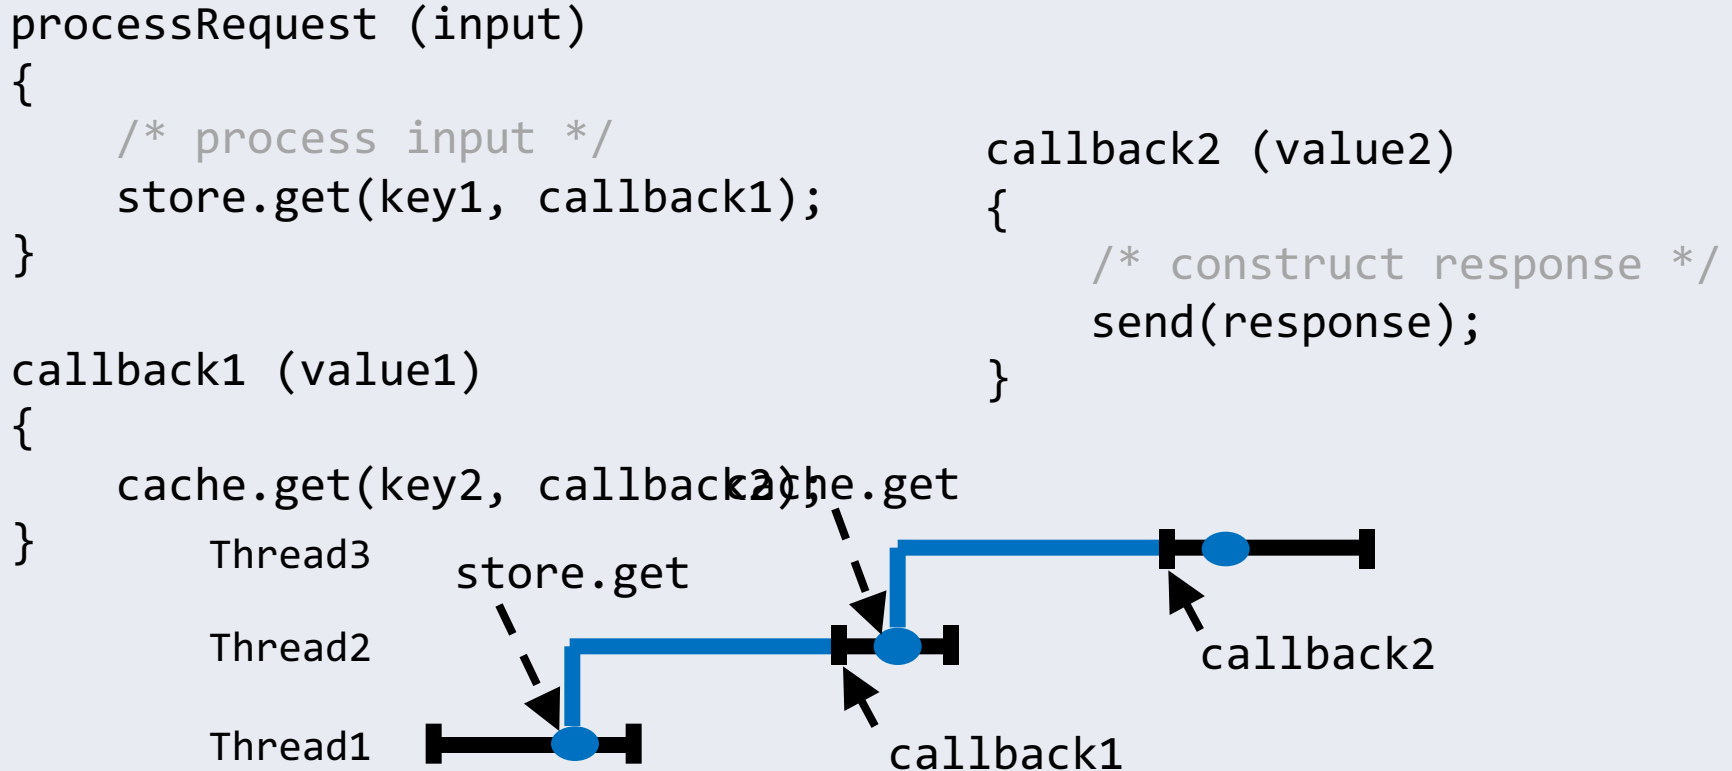 processRequest (input)
{
/* process input */
store.get(key1, callback1);
}
callback1 (value1)
{
cache.get(key2, callback2);
}
callback2 (value2)
{
/* construct response */
send(response);
}
cache.get
Thread3
store.get
Thread2
callback2
Thread1
callback1